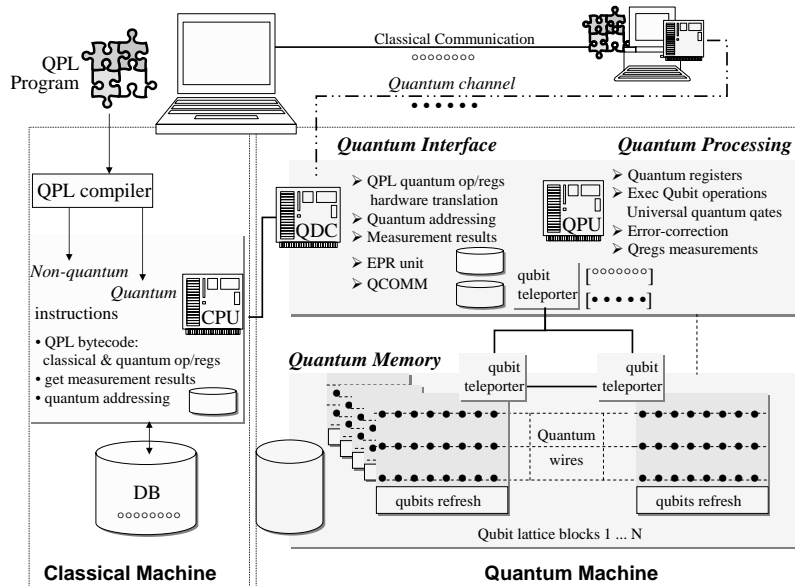 QPL
Program
Classical Communication
Quantum channel
QPL compiler
Non-quantum
Quantum
instructions
• QPL bytecode:
classical & quantum op/regs
• get measurement results
• quantum addressing
CPU
DB
Classical Machine
Quantum Interface
QDC
➢ QPL quantum op/regs
hardware translation
➢ Quantum addressing
➢ Measurement results
➢ EPR unit
➢ QCOMM
Quantum Processing
QPU
➢ Quantum registers
➢ Exec Qubit operations
Universal quantum qates
➢ Error-correction
➢ Qregs measurements
qubit
teleporter
Quantum Memory
qubit
teleporter
qubit
teleporter
Quantum
wires
qubits refresh
qubits refresh
Qubit lattice blocks 1 ... N
Quantum Machine